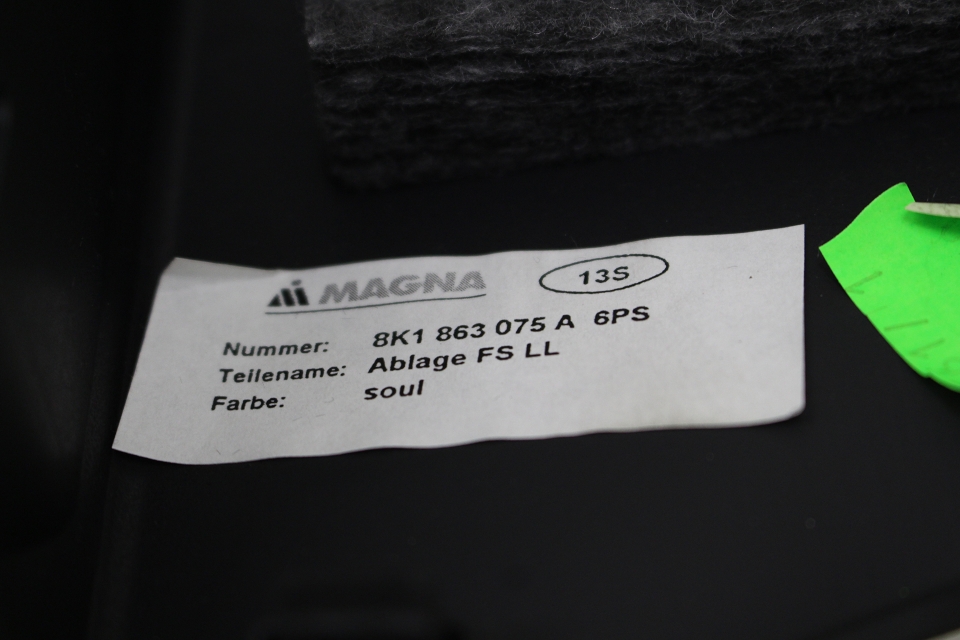 MAGNA 13S
Nummer: 8K1 863 075 A 6PS
Teilename: Ablage FS LL
Farbe: soul